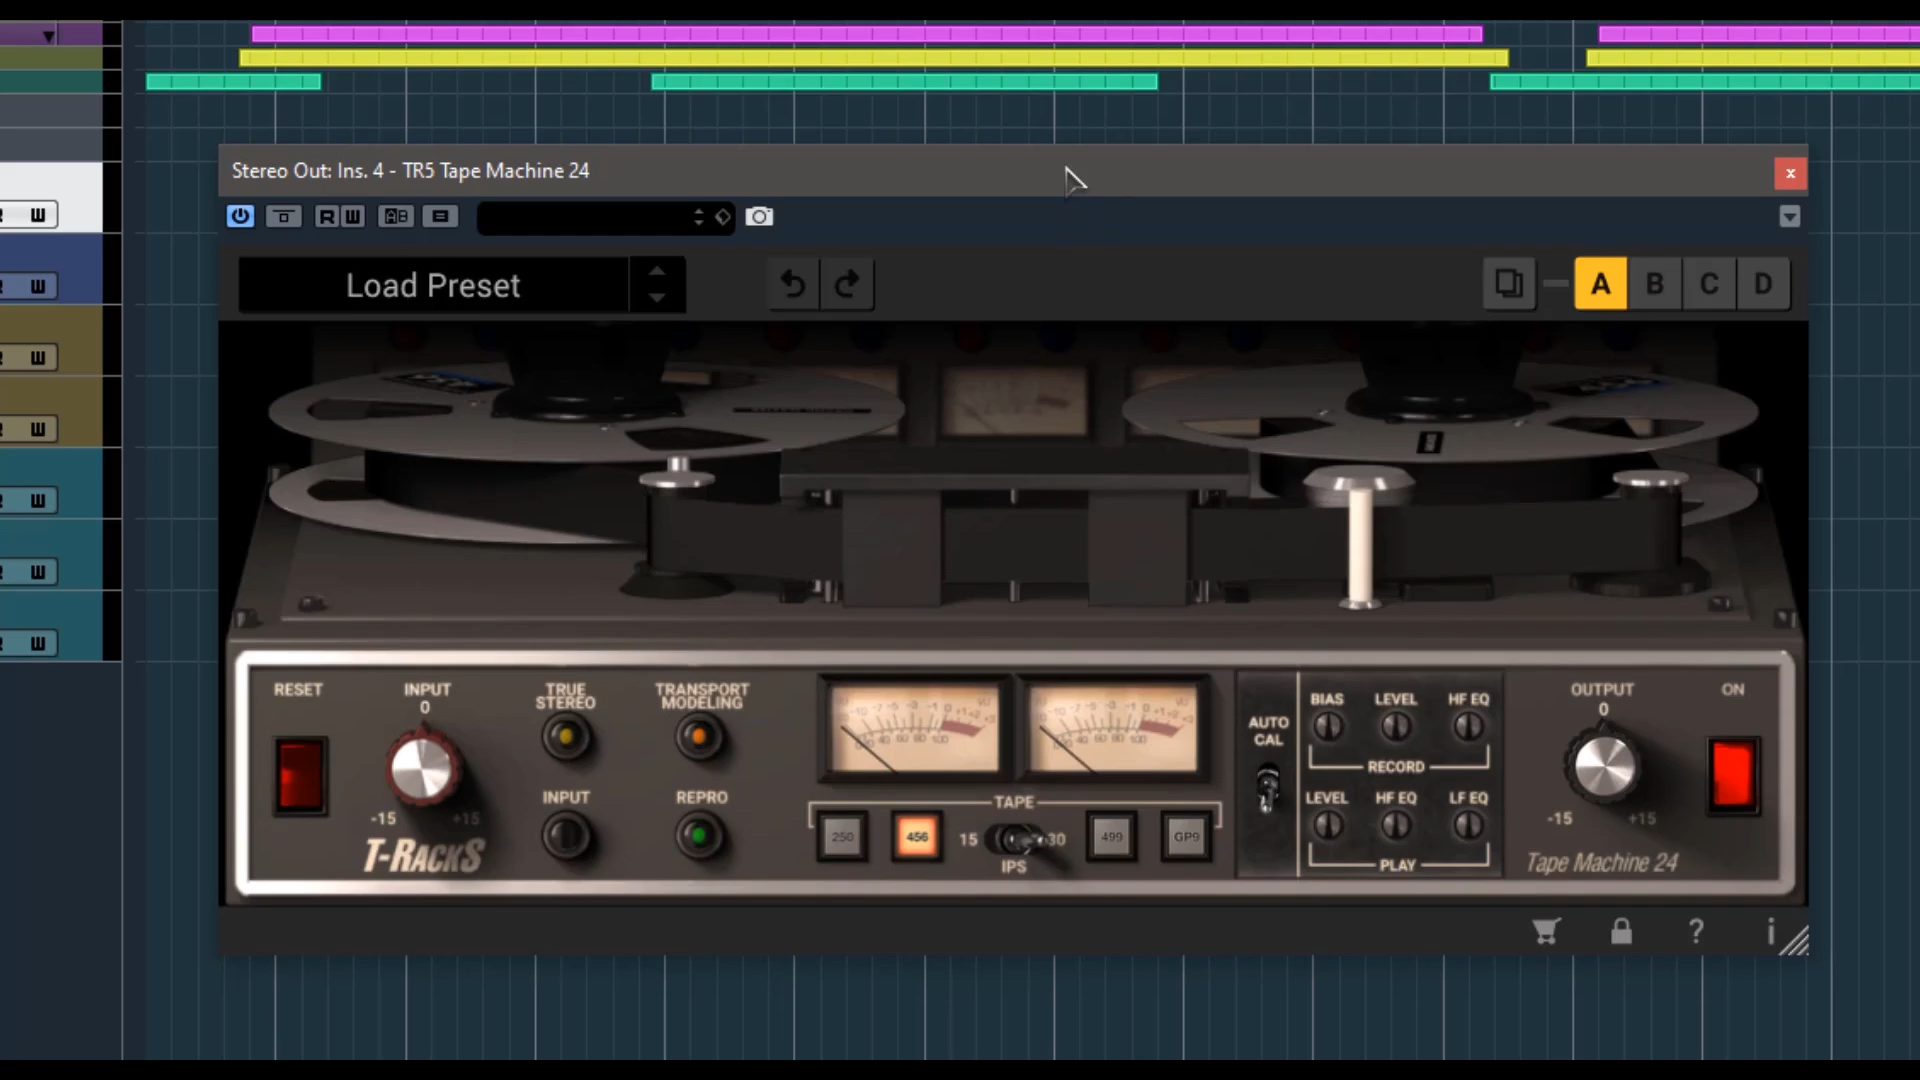 Stereo Out: Ins. 4 - TR5 Tape Machine 24
x
R W
W
W
W
W
W
W
W
Load Preset
A B C D
RESET
INPUT
0
-15 +15
TRUE STEREO
TRANSPORT MODELING
INPUT
REPRO
T-RackS
VU
VU
TAPE
250
456
15 30
IPS
499
GP9
AUTO CAL
BIAS LEVEL HF EQ
RECORD
LEVEL HF EQ LF EQ
PLAY
OUTPUT
0
-15 +15
ON
Tape Machine 24
? i